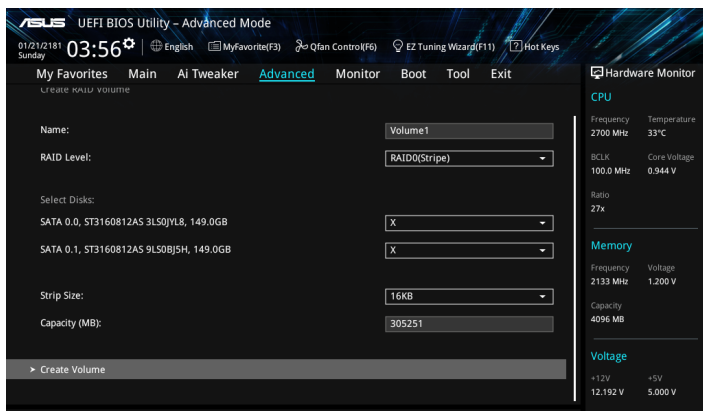 ASUS UEFI BIOS Utility – Advanced Mode
01/21/2181 Sunday 03:56 English MyFavorite(F3) Qfan Control(F6) EZ Tuning Wizard(F11) ? Hot Keys
My Favorites Main Ai Tweaker Advanced Monitor Boot Tool Exit
Create RAID Volume
Name: Volume1
RAID Level: RAID0(Stripe)
Select Disks:
SATA 0.0, ST3160812AS 3LS0JYL8, 149.0GB X
SATA 0.1, ST3160812AS 9LS0BJ5H, 149.0GB X
Strip Size: 16KB
Capacity (MB): 305251
> Create Volume
Hardware Monitor
CPU
Frequency Temperature
2700 MHz 33°C
BCLK Core Voltage
100.0 MHz 0.944 V
Ratio
27x
Memory
Frequency Voltage
2133 MHz 1.200 V
Capacity
4096 MB
Voltage
+12V +5V
12.192 V 5.000 V